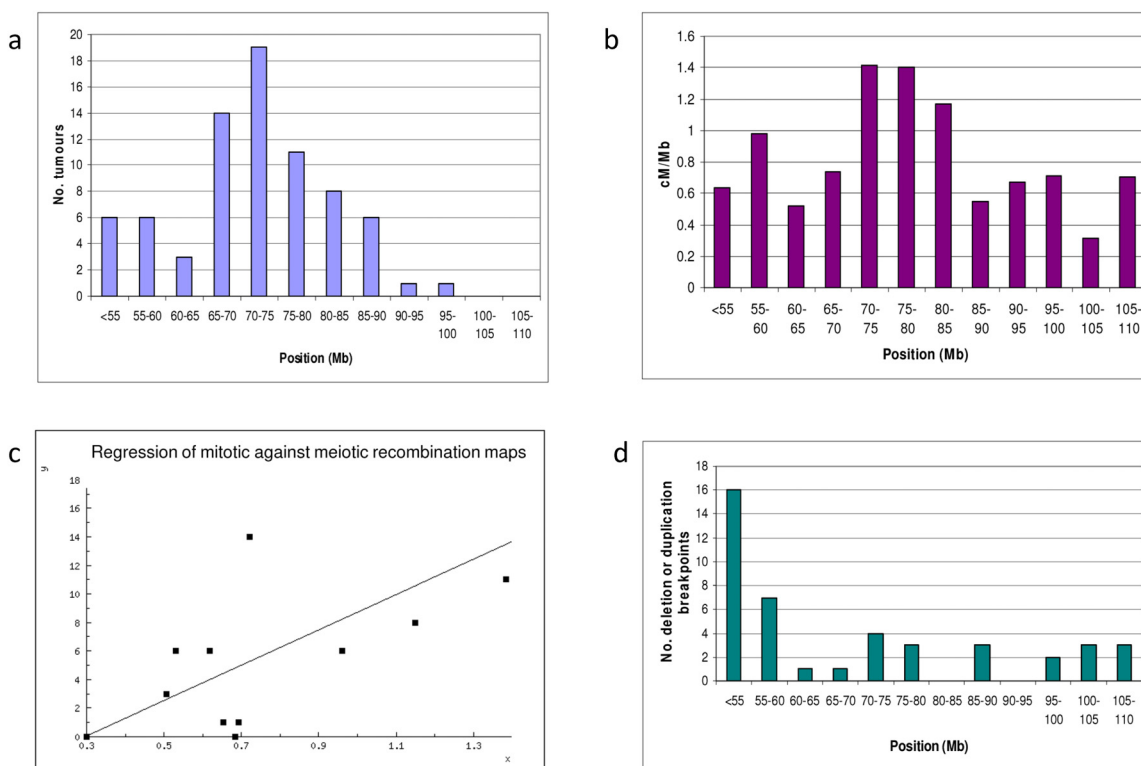 a
20
18
16
14
12
10
8
6
4
2
0
No. tumours
<55 55-60 60-65 65-70 70-75 75-80 80-85 85-90 90-95 95-100 100-105 105-110
Position (Mb)
b
1.6
1.4
1.2
1
0.8
0.6
0.4
0.2
0
cM/Mb
<55 55-60 60-65 65-70 70-75 75-80 80-85 85-90 90-95 95-100 100-105 105-110
Position (Mb)
c
Regression of mitotic against meiotic recombination maps
y
18
16
14
12
10
8
6
4
2
0
0.3 0.5 0.7 0.9 1.1 1.3
x
d
18
16
14
12
10
8
6
4
2
0
No. deletion or duplication
breakpoints
<55 55-60 60-65 65-70 70-75 75-80 80-85 85-90 90-95 95-100 100-105 105-110
Position (Mb)